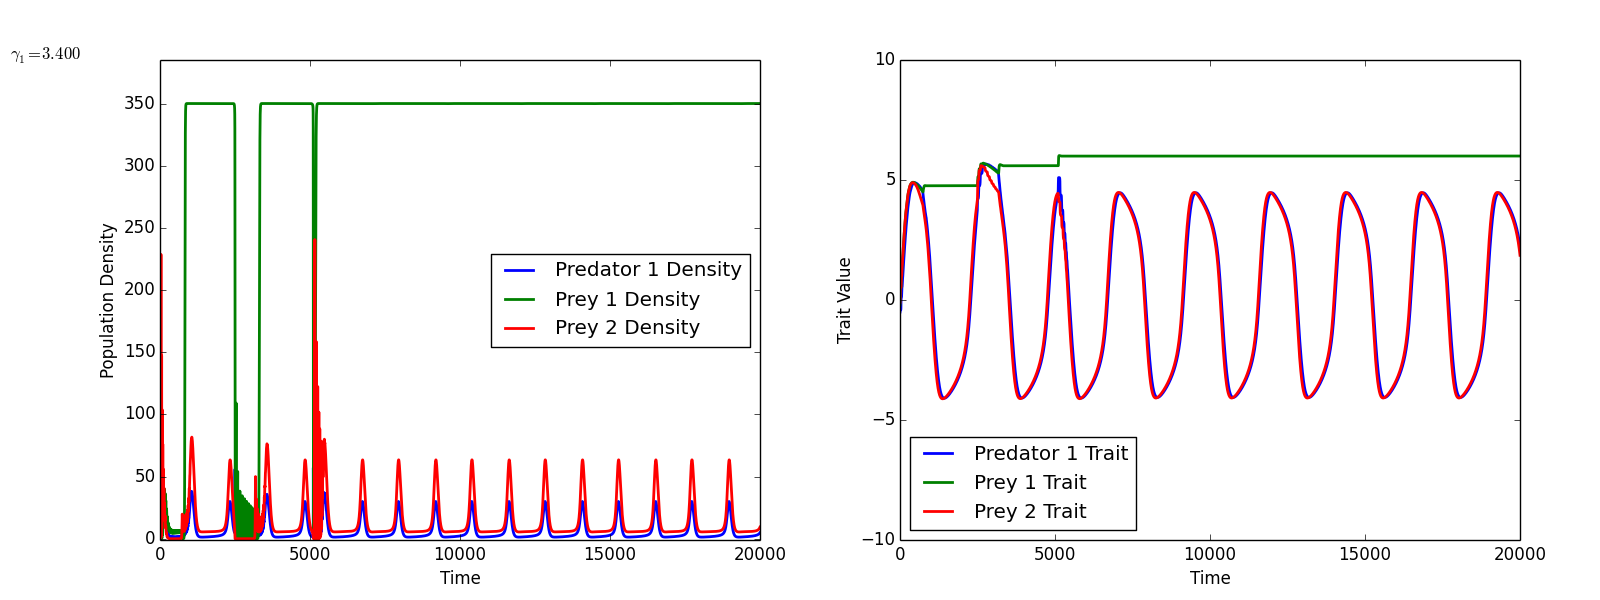 γ₁=3.400
350
300
250
200
150
100
50
0
Population Density
Predator 1 Density
Prey 1 Density
Prey 2 Density
0 5000 10000 15000 20000
Time
10
5
0
−5
−10
Trait Value
Predator 1 Trait
Prey 1 Trait
Prey 2 Trait
0 5000 10000 15000 20000
Time